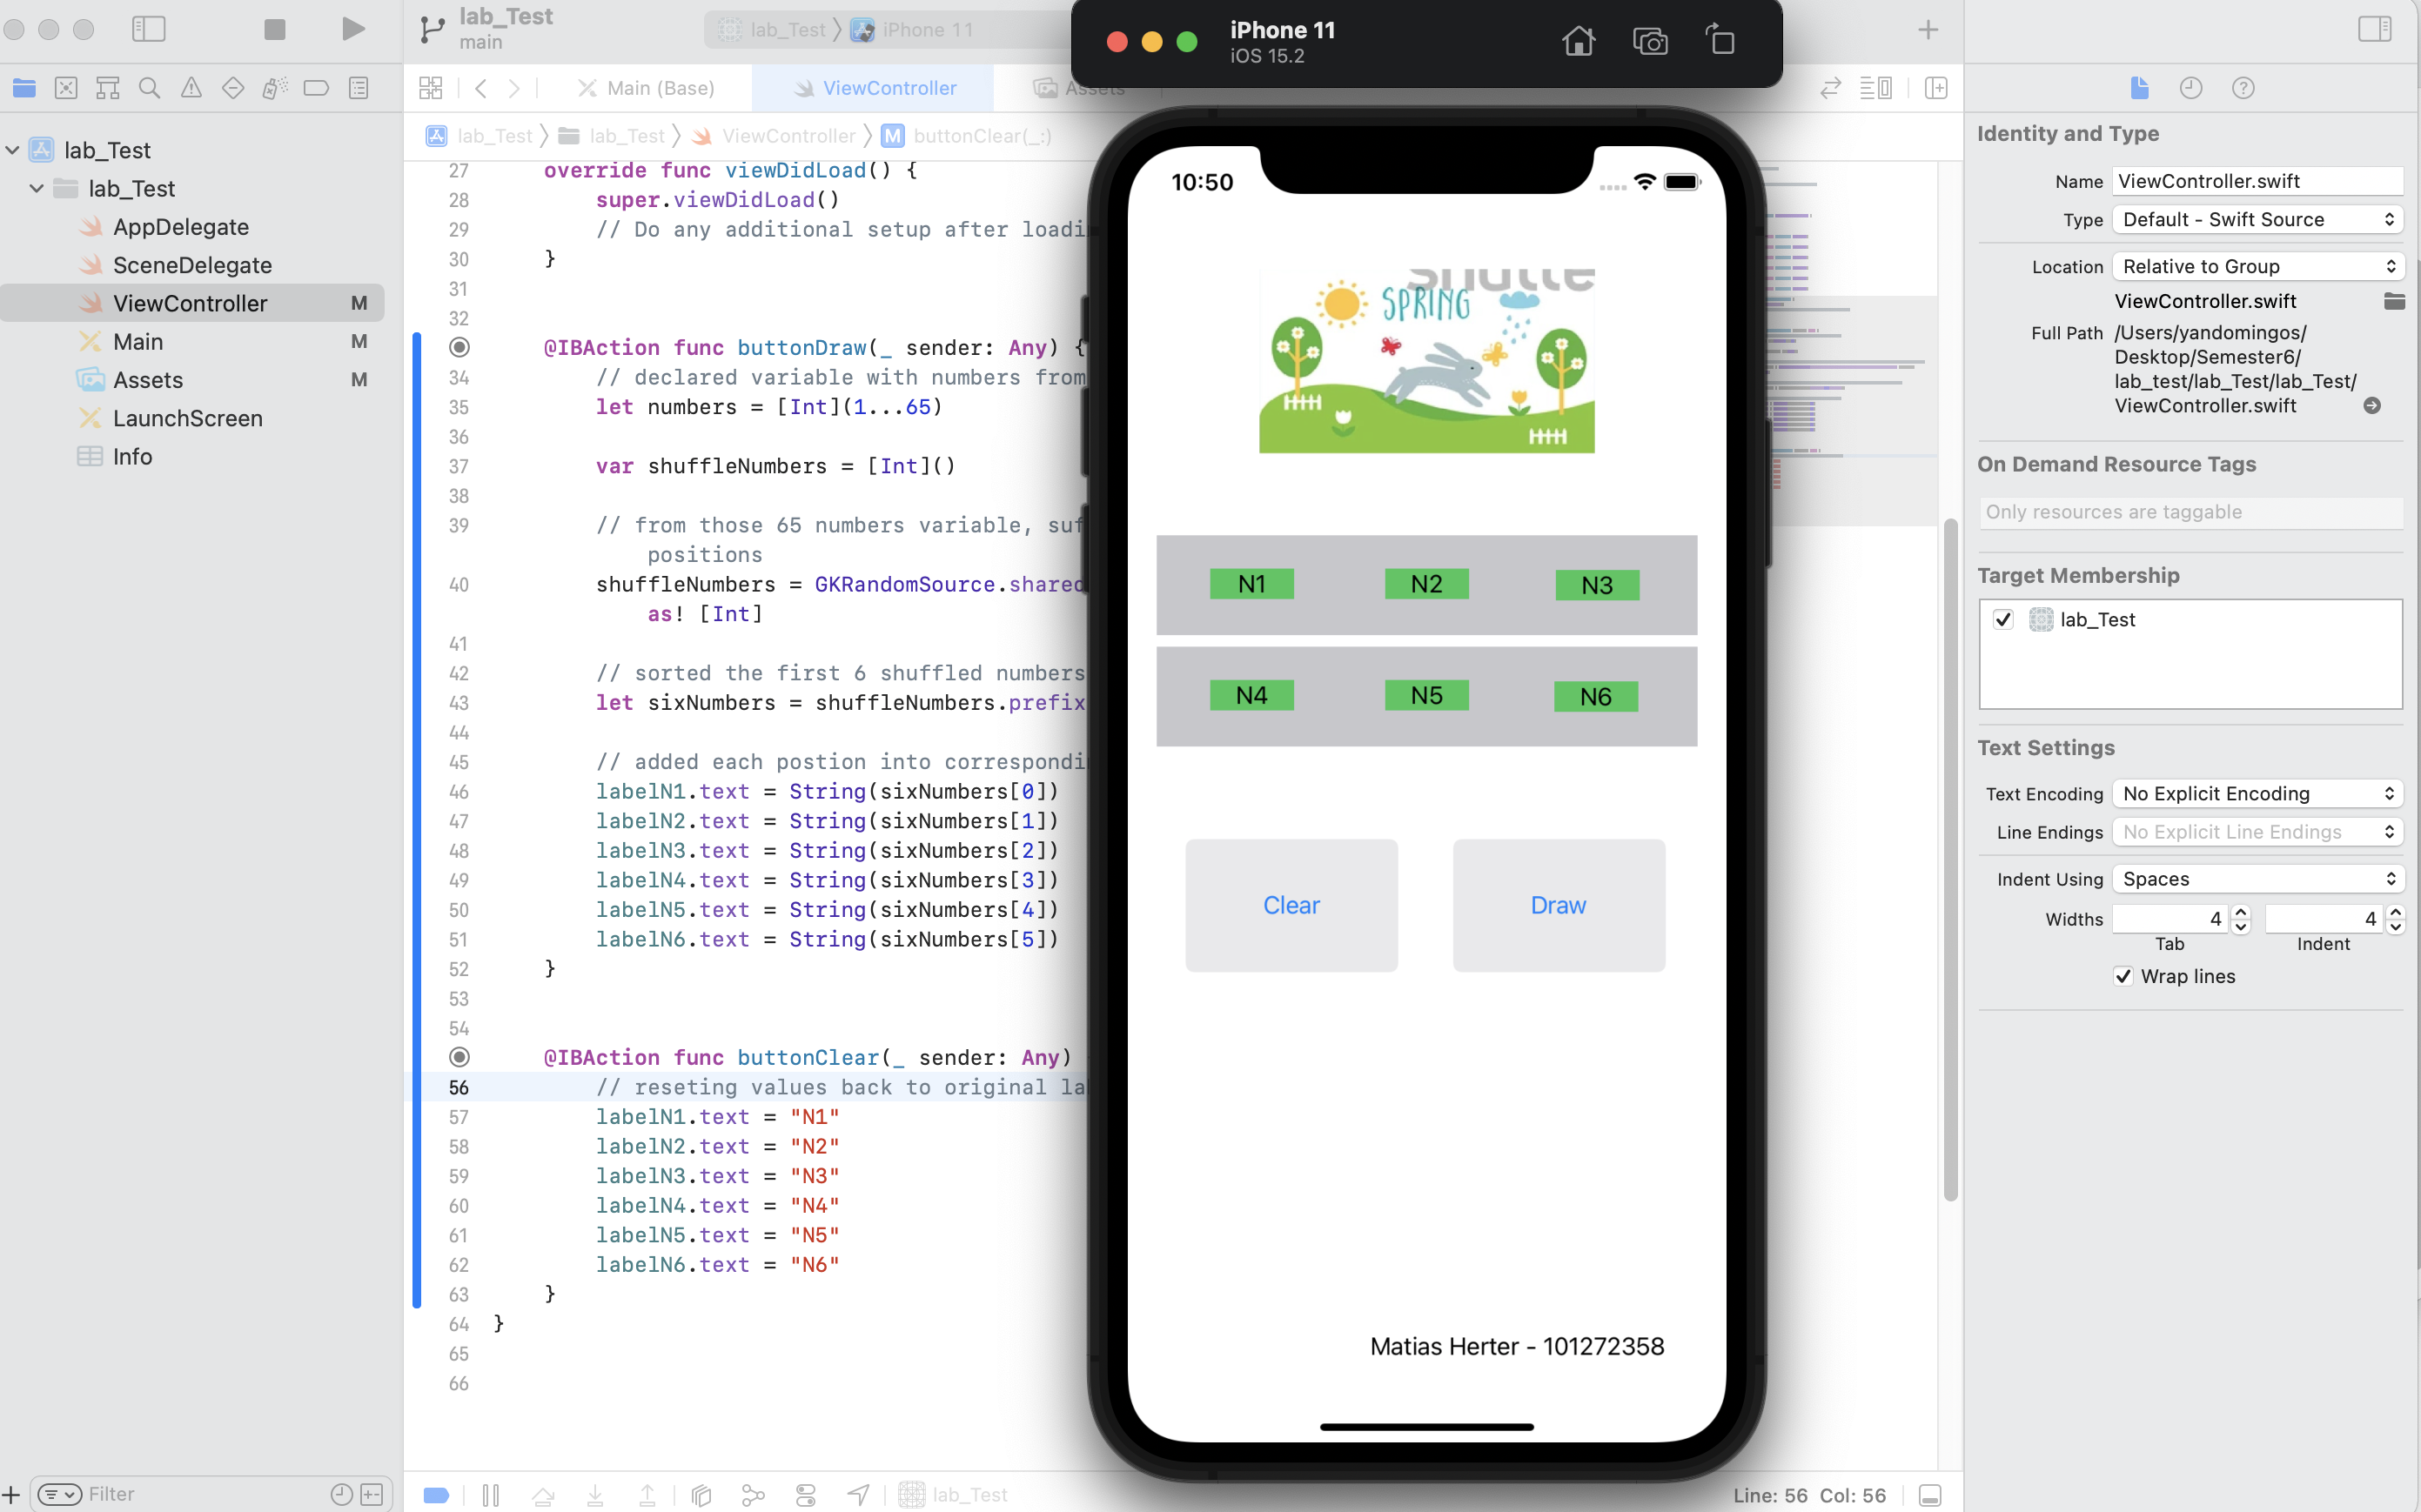 lab_Test
main
lab_Test
iPhone 11
iPhone 11
iOS 15.2
Main (Base)
ViewController
Assets
lab_Test
lab_Test
ViewController
M
buttonClear(_:)
lab_Test
lab_Test
AppDelegate
SceneDelegate
ViewController M
Main M
Assets M
LaunchScreen
Info
Filter
27 override func viewDidLoad() {
28 super.viewDidLoad()
29 // Do any additional setup after
30 }
31
32
@IBAction func buttonDraw(_ sender: Any) {
34 // declared variable with numbers from
35 let numbers = [Int](1...65)
36
37 var shuffleNumbers = [Int]()
38
39 // from those 65 numbers variable,
positions
40 shuffleNumbers = GKRandomSource.
as! [Int]
41
42 // sorted the first 6 shuffled numbers
43 let sixNumbers = shuffleNumbers.prefix
44
45 // added each postion into
46 labelN1.text = String(sixNumbers[0])
47 labelN2.text = String(sixNumbers[1])
48 labelN3.text = String(sixNumbers[2])
49 labelN4.text = String(sixNumbers[3])
50 labelN5.text = String(sixNumbers[4])
51 labelN6.text = String(sixNumbers[5])
52 }
53
54
@IBAction func buttonClear(_ sender: Any)
56 // reseting values back to original
57 labelN1.text = "N1"
58 labelN2.text = "N2"
59 labelN3.text = "N3"
60 labelN4.text = "N4"
61 labelN5.text = "N5"
62 labelN6.text = "N6"
63 }
64 }
65
66
lab_Test
Line: 56 Col: 56
10:50
SPRING
N1 N2 N3
N4 N5 N6
Clear Draw
Matias Herter - 101272358
Identity and Type
Name ViewController.swift
Type Default - Swift Source
Location Relative to Group
ViewController.swift
Full Path /Users/yandomingos/
Desktop/Semester6/
lab_test/lab_Test/lab_Test/
ViewController.swift
On Demand Resource Tags
Only resources are taggable
Target Membership
lab_Test
Text Settings
Text Encoding No Explicit Encoding
Line Endings No Explicit Line Endings
Indent Using Spaces
Widths 4 4
Tab Indent
Wrap lines